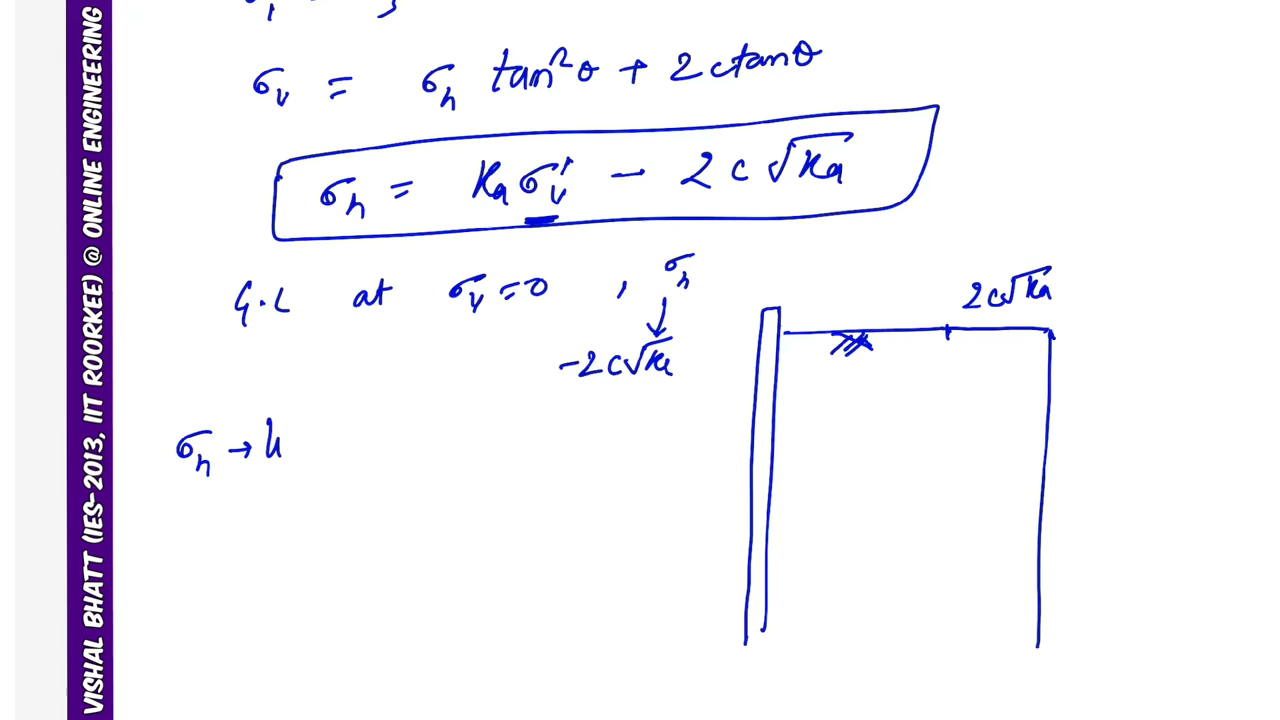 σv = σh tan²θ + 2c tanθ
σh = Ka σv' − 2c√Ka
G.L at σv = 0 , σh
2c√Ka
−2c√Ka
σh → h
VISHAL BHATT (IES-2013, IIT ROORKEE) @ ONLINE ENGINEERING